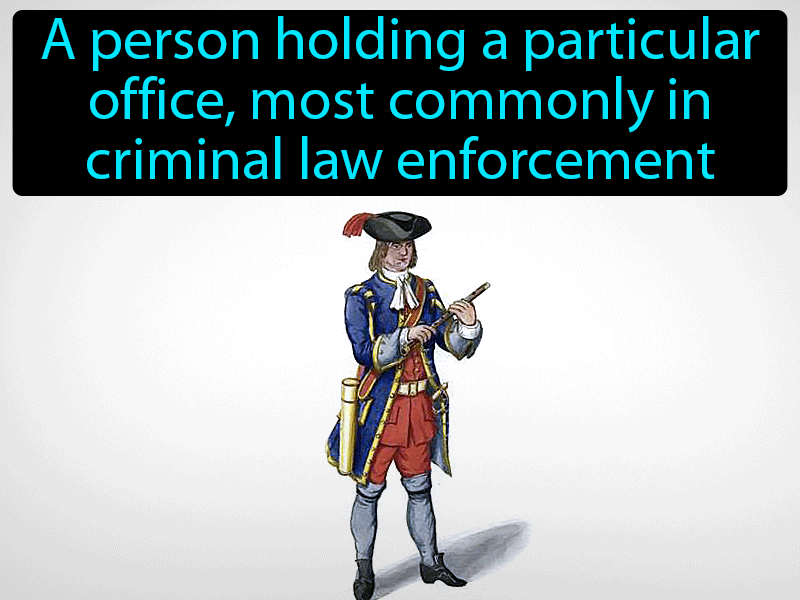 A person holding a particular
office, most commonly in
criminal law enforcement